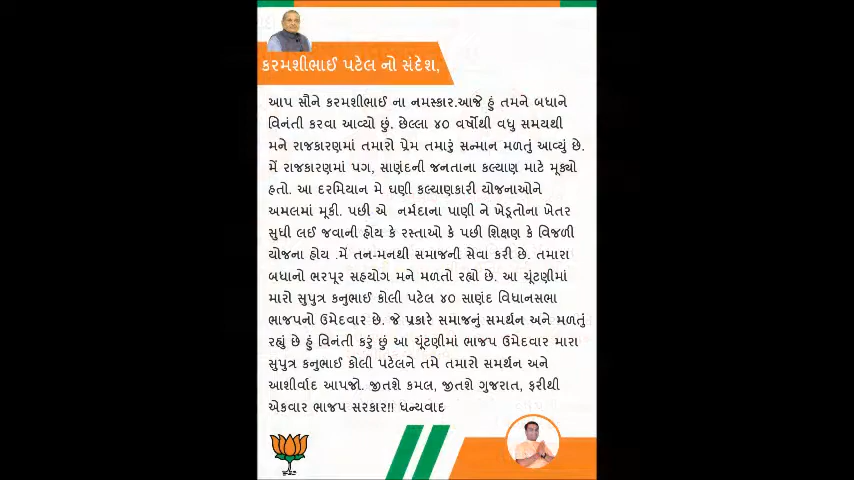 કરમશીભાઈ પટેલ નો સંદેશ,
આપ સૌને કરમશીભાઈ ના નમસ્કાર.આજે હું તમને બધાને
વિનંતી કરવા આવ્યો છું. છેલ્લા ૪૦ વર્ષોથી વધુ સમયથી
મને રાજકારણમાં તમારો પ્રેમ તમારું સન્માન મળતું આવ્યું છે.
મેં રાજકારણમાં પગ, સાણંદની જનતાના કલ્યાણ માટે મૂક્યો
હતો. આ દરમિયાન મે ઘણી કલ્યાણકારી યોજનાઓને
અમલમાં મૂકી. પછી એ નર્મદાના પાણી ને ખેડૂતોના ખેતર
સુધી લઈ જવાની હોય કે રસ્તાઓ કે પછી શિક્ષણ કે વિજળી
યોજના હોય .મેં તન-મનથી સમાજની સેવા કરી છે. તમારા
બધાનો ભરપૂર સહયોગ મને મળતો રહ્યો છે. આ ચૂંટણીમાં
મારો સુપુત્ર કનુભાઈ કોલી પટેલ ૪૦ સાણંદ વિધાનસભા
ભાજપનો ઉમેદવાર છે. જે પ્રકારે સમાજનું સમર્થન અને મળતું
રહ્યું છે હું વિનંતી કરું છું આ ચૂંટણીમાં ભાજપ ઉમેદવાર મારા
સુપુત્ર કનુભાઈ કોલી પટેલને તમે તમારો સમર્થન અને
આશીર્વાદ આપજો. જીતશે કમલ, જીતશે ગુજરાત, ફરીથી
એકવાર ભાજપ સરકાર!! ધન્યવાદ